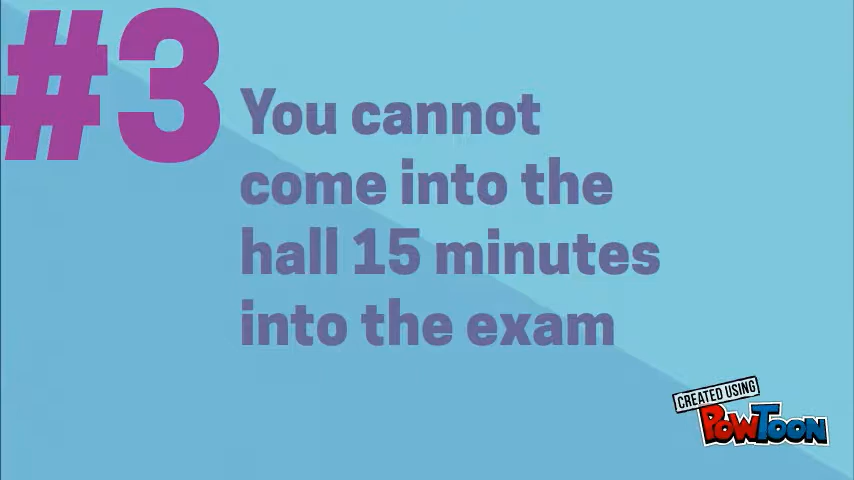 #3
You cannot
come into the
hall 15 minutes
into the exam
CREATED USING
POWTOON